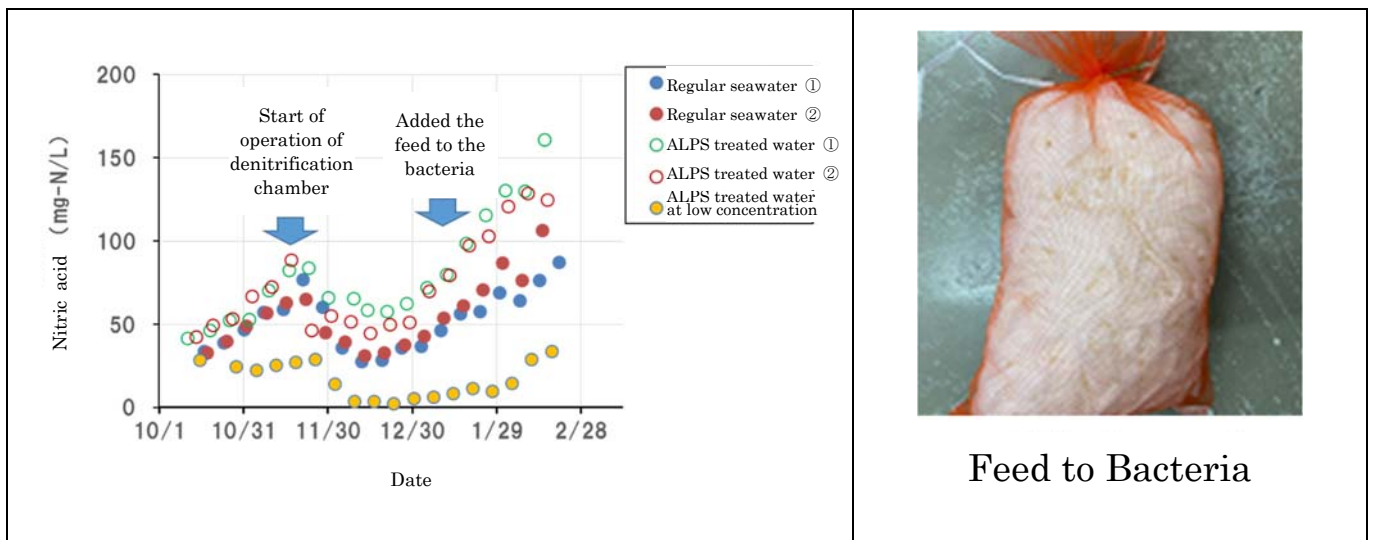 200
150
100
50
0
Nitric acid (mg-N/L)
Start of
operation of
denitrification
chamber
Added the
feed to the
bacteria
Regular seawater ①
Regular seawater ②
ALPS treated water ①
ALPS treated water ②
ALPS treated water
at low concentration
10/1 10/31 11/30 12/30 1/29 2/28
Date
Feed to Bacteria